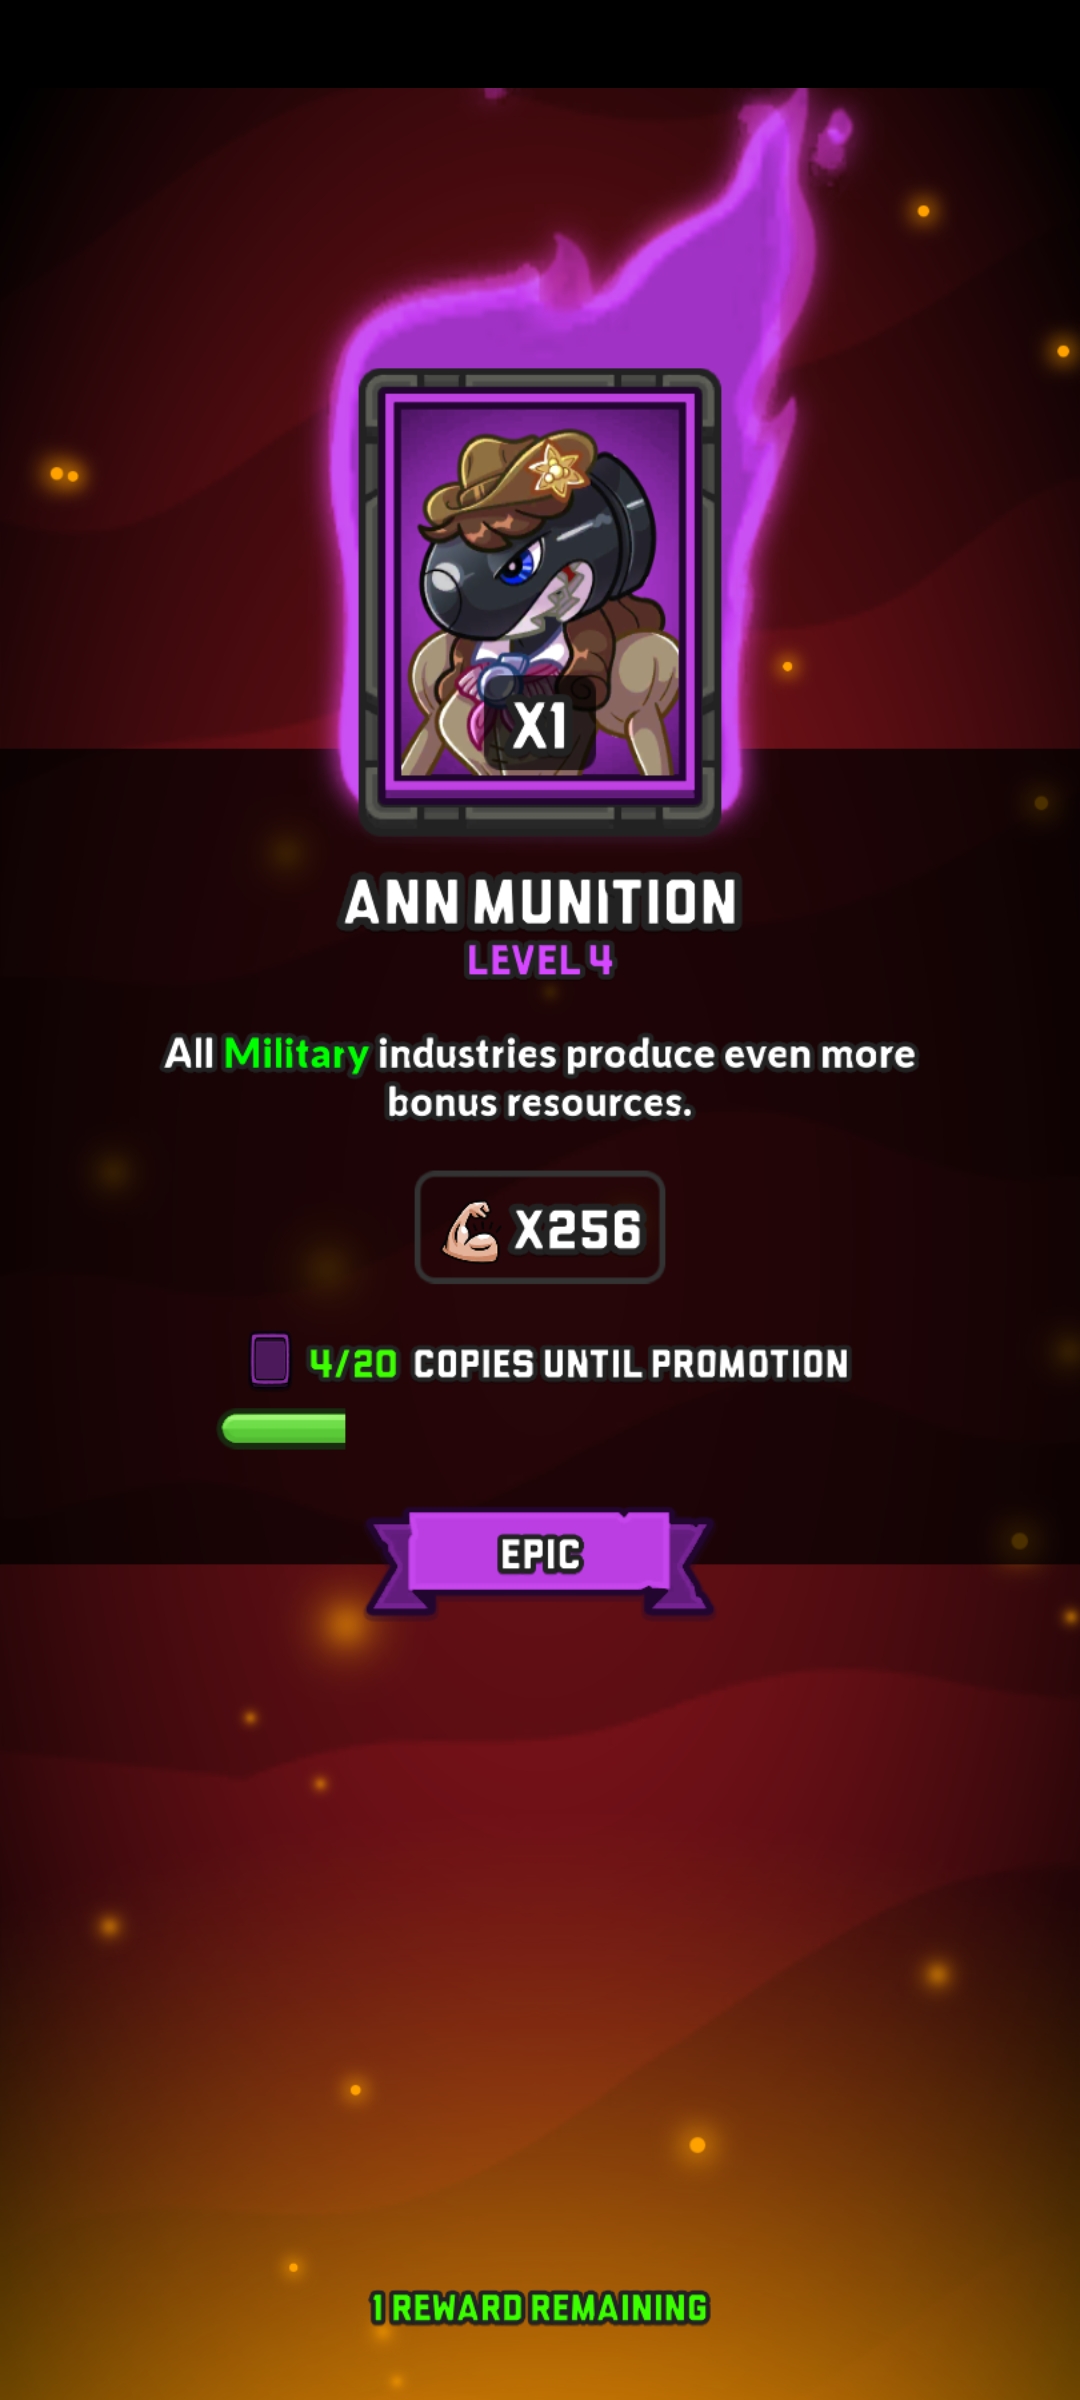 X1
ANN MUNITION
LEVEL 4
All Military industries produce even more
bonus resources.
X256
4/20 COPIES UNTIL PROMOTION
EPIC
1 REWARD REMAINING